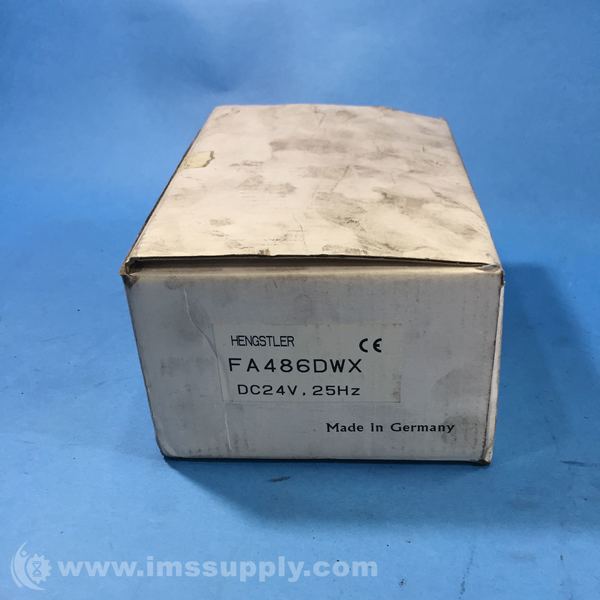 HENGSTLER CE
FA486DWX
DC24V, 25Hz
Made in Germany
www.imssupply.com